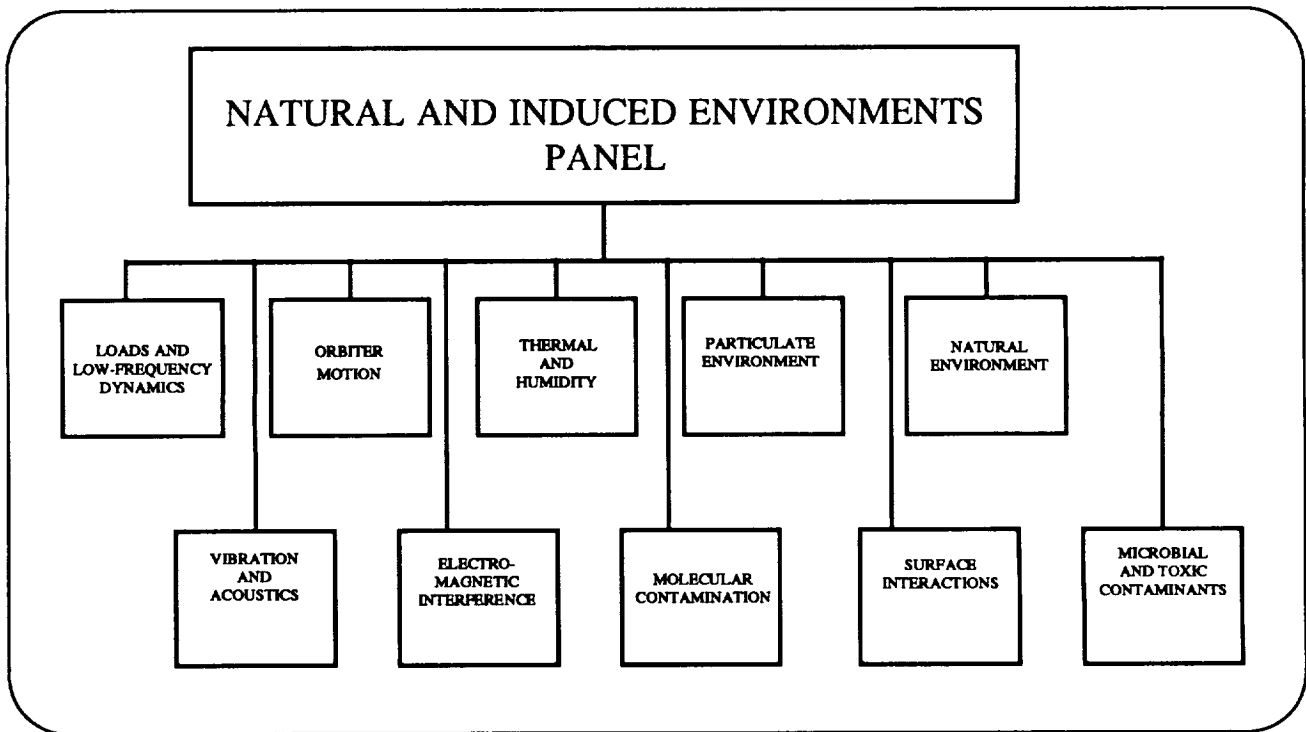 NATURAL AND INDUCED ENVIRONMENTS
PANEL
LOADS AND
LOW-FREQUENCY
DYNAMICS
ORBITER
MOTION
THERMAL
AND
HUMIDITY
PARTICULATE
ENVIRONMENT
NATURAL
ENVIRONMENT
VIBRATION
AND
ACOUSTICS
ELECTRO-
MAGNETIC
INTERFERENCE
MOLECULAR
CONTAMINATION
SURFACE
INTERACTIONS
MICROBIAL
AND TOXIC
CONTAMINANTS